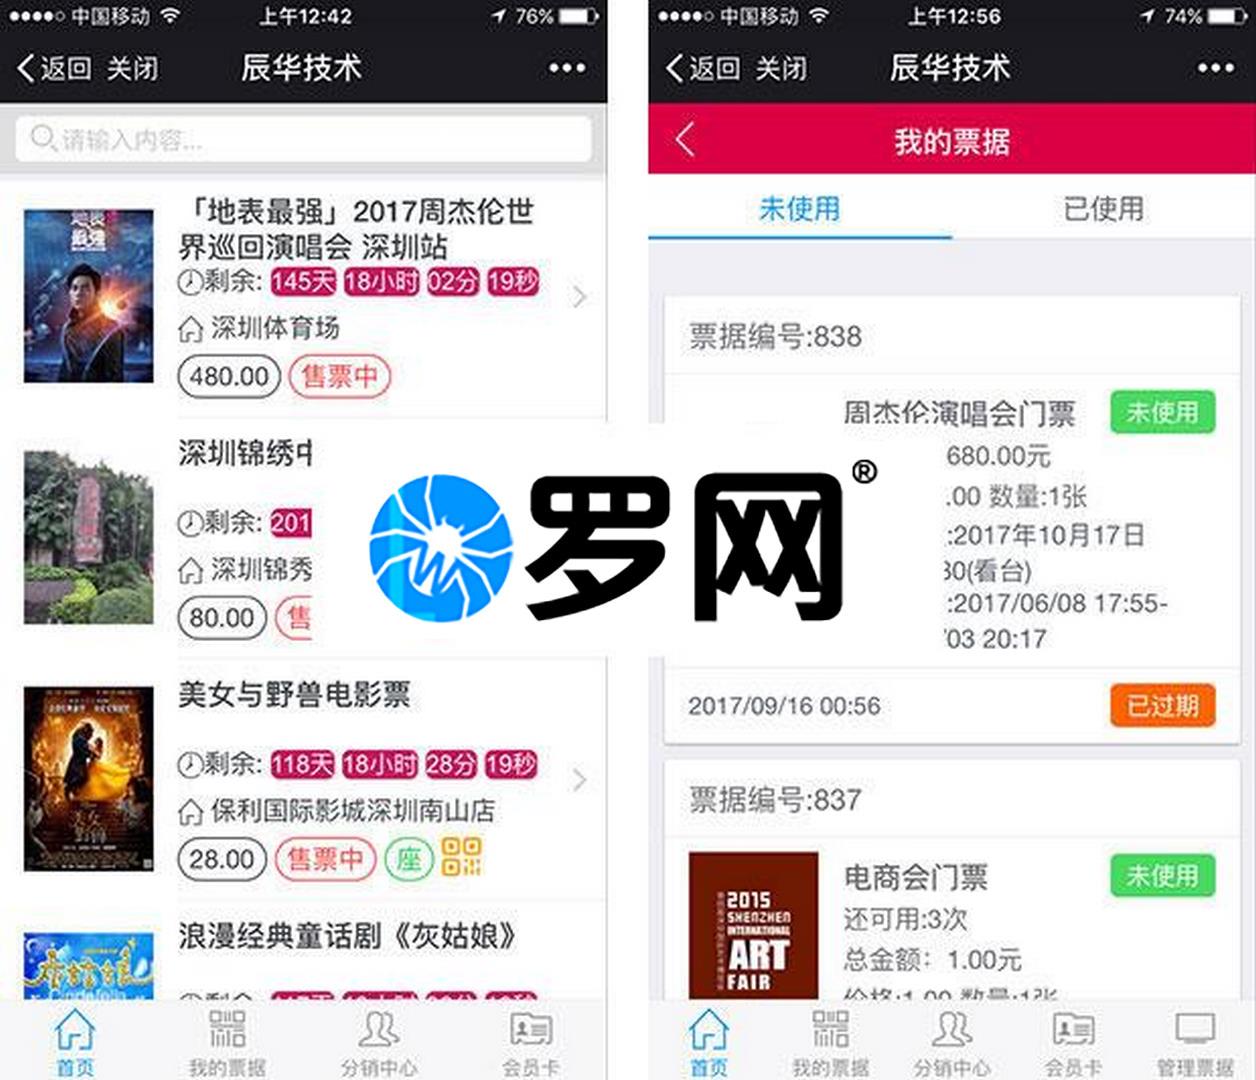 中国移动 上午12:42 76%
返回 关闭 辰华技术
请输入内容...
「地表最强」2017周杰伦世
界巡回演唱会 深圳站
剩余: 145天 18小时 02分 19秒
深圳体育场
480.00 售票中
深圳锦绣中
剩余: 201
深圳锦秀
80.00 售
美女与野兽电影票
剩余: 118天 18小时 28分 19秒
保利国际影城深圳南山店
28.00 售票中 座
浪漫经典童话剧《灰姑娘》
首页 我的票据 分销中心 会员卡
罗网®
中国移动 上午12:56 74%
返回 关闭 辰华技术
我的票据
未使用 已使用
票据编号:838
周杰伦演唱会门票 未使用
680.00元
.00 数量:1张
:2017年10月17日
30(看台)
:2017/06/08 17:55-
/03 20:17
2017/09/16 00:56 已过期
票据编号:837
2015
SHENZHEN
INTERNATIONAL
ART
FAIR
电商会门票 未使用
还可用:3次
总金额：1.00元
价格:1.00 数量:1张
首页 我的票据 分销中心 会员卡 管理票据